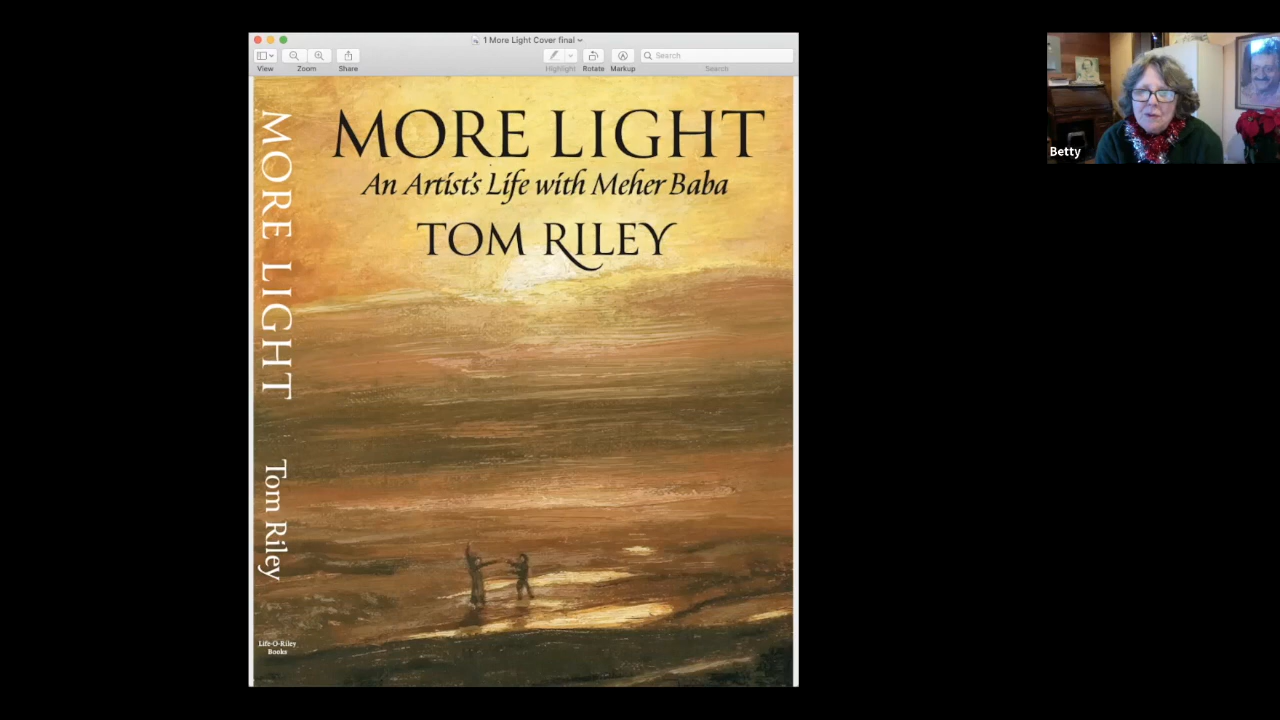 1 More Light Cover final
View
Zoom
Share
Highlight
Rotate
Markup
Search
Search
MORE LIGHT
An Artist's Life with Meher Baba
TOM RILEY
MORE LIGHT
Tom Riley
Life-O-Riley
Books
Betty